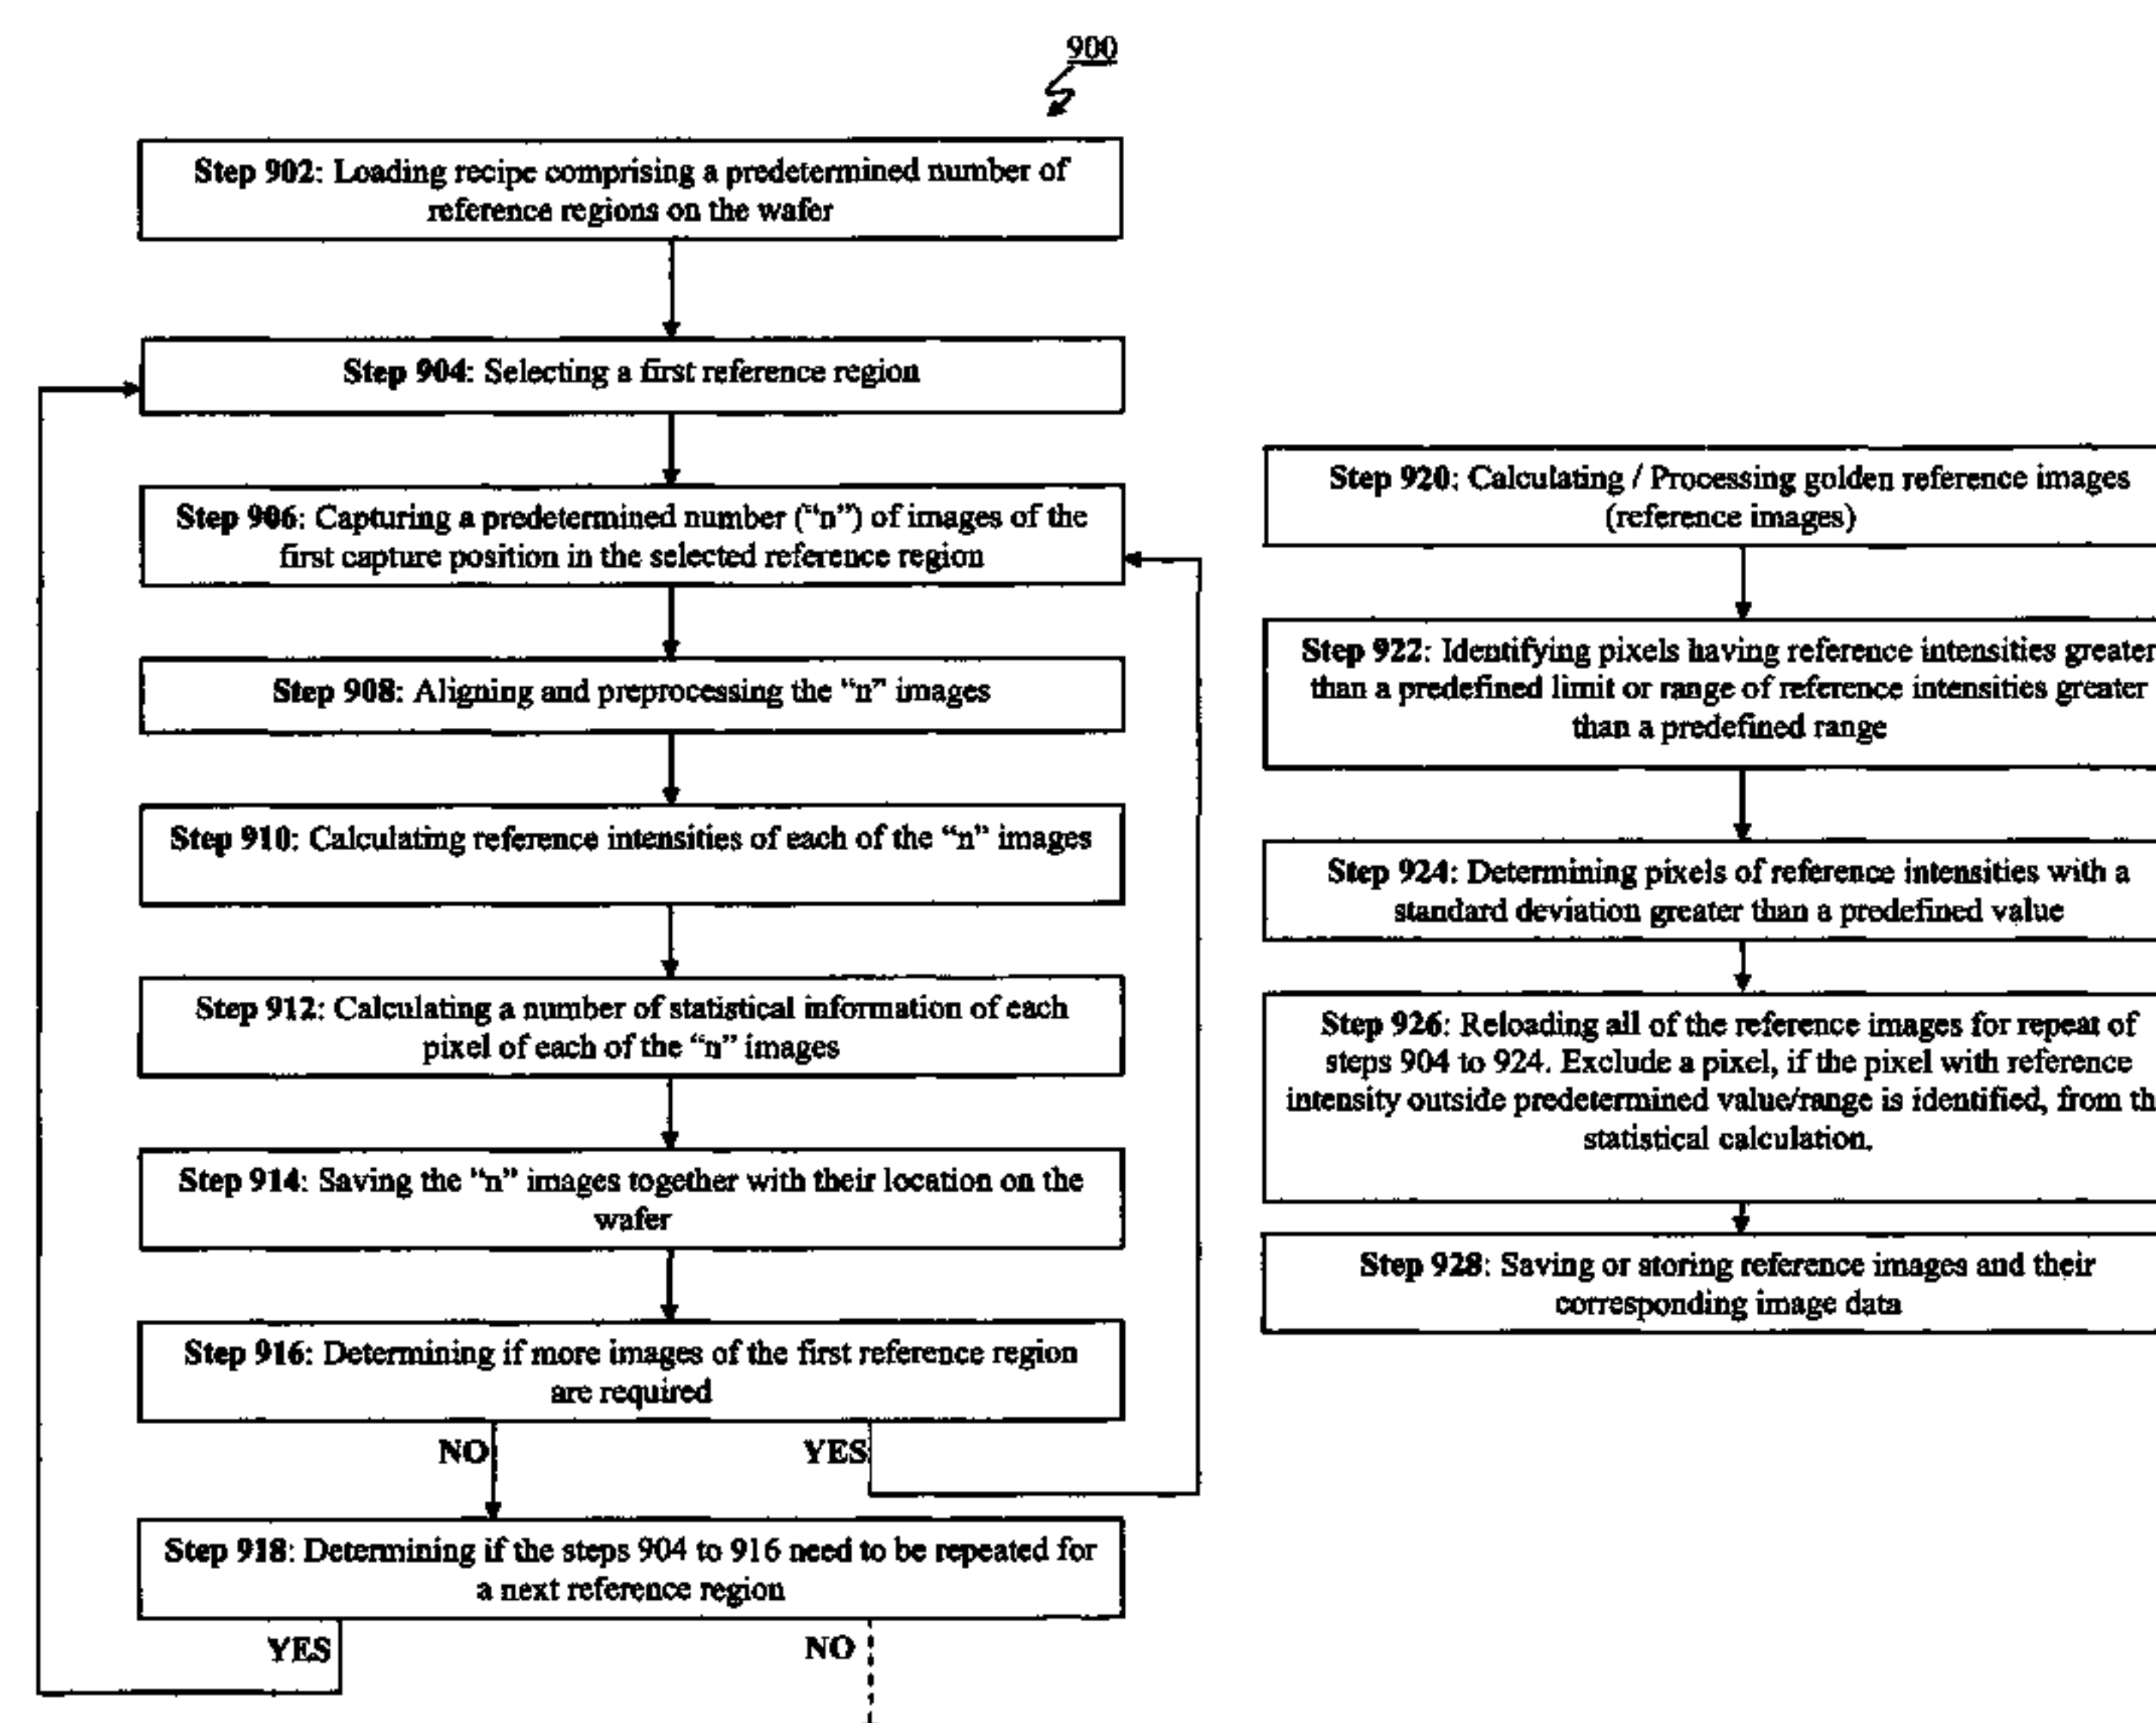 900
Step 902: Loading recipe comprising a predetermined number of
reference regions on the wafer
Step 904: Selecting a first reference region
Step 906: Capturing a predetermined number ("n") of images of the
first capture position in the selected reference region
Step 908: Aligning and preprocessing the "n" images
Step 910: Calculating reference intensities of each of the "n" images
Step 912: Calculating a number of statistical information of each
pixel of each of the "n" images
Step 914: Saving the "n" images together with their location on the
wafer
Step 916: Determining if more images of the first reference region
are required
NO
YES
Step 918: Determining if the steps 904 to 916 need to be repeated for
a next reference region
YES
NO
Step 920: Calculating / Processing golden reference images
(reference images)
Step 922: Identifying pixels having reference intensities greater
than a predefined limit or range of reference intensities greater
than a predefined range
Step 924: Determining pixels of reference intensities with a
standard deviation greater than a predefined value
Step 926: Reloading all of the reference images for repeat of
steps 904 to 924. Exclude a pixel, if the pixel with reference
intensity outside predetermined value/range is identified, from th
statistical calculation.
Step 928: Saving or storing reference images and their
corresponding image data